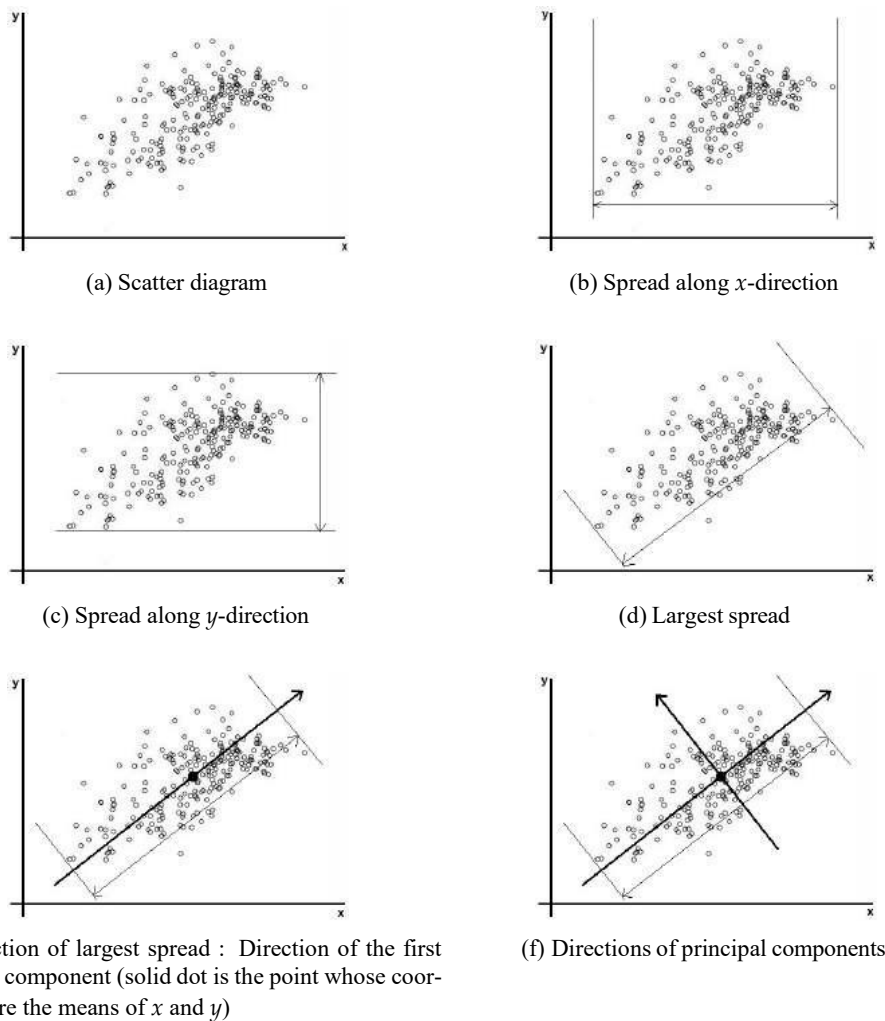 y
y
x
x
(a) Scatter diagram
(b) Spread along x-direction
y
y
x
x
(c) Spread along y-direction
(d) Largest spread
y
y
x
x
ction of largest spread : Direction of the first
(f) Directions of principal components
component (solid dot is the point whose coor-
re the means of x and y)